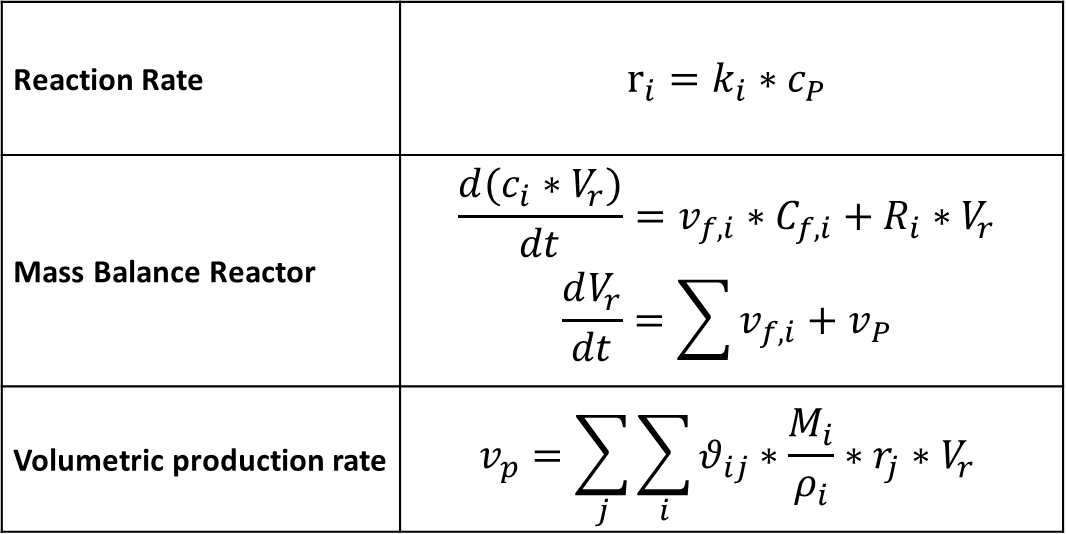 Reaction Rate
r_i = k_i * c_P
Mass Balance Reactor
d(c_i * V_r)/dt = v_{f,i} * C_{f,i} + R_i * V_r
dV_r/dt = ∑ v_{f,i} + v_P
Volumetric production rate
v_p = ∑_j ∑_i ϑ_{ij} * M_i/ρ_i * r_j * V_r